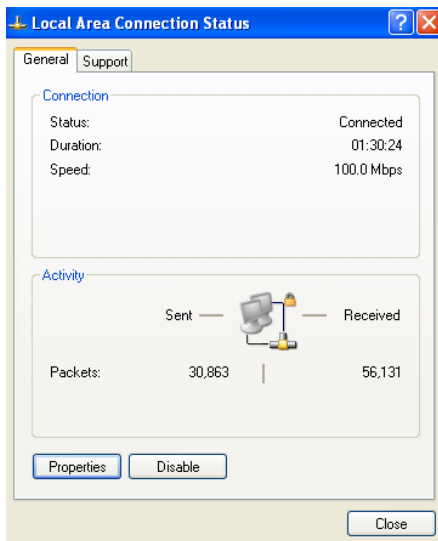 Local Area Connection Status
General Support
Connection
Status: Connected
Duration: 01:30:24
Speed: 100.0 Mbps
Activity
Sent Received
Packets: 30,863 56,131
Properties Disable
Close